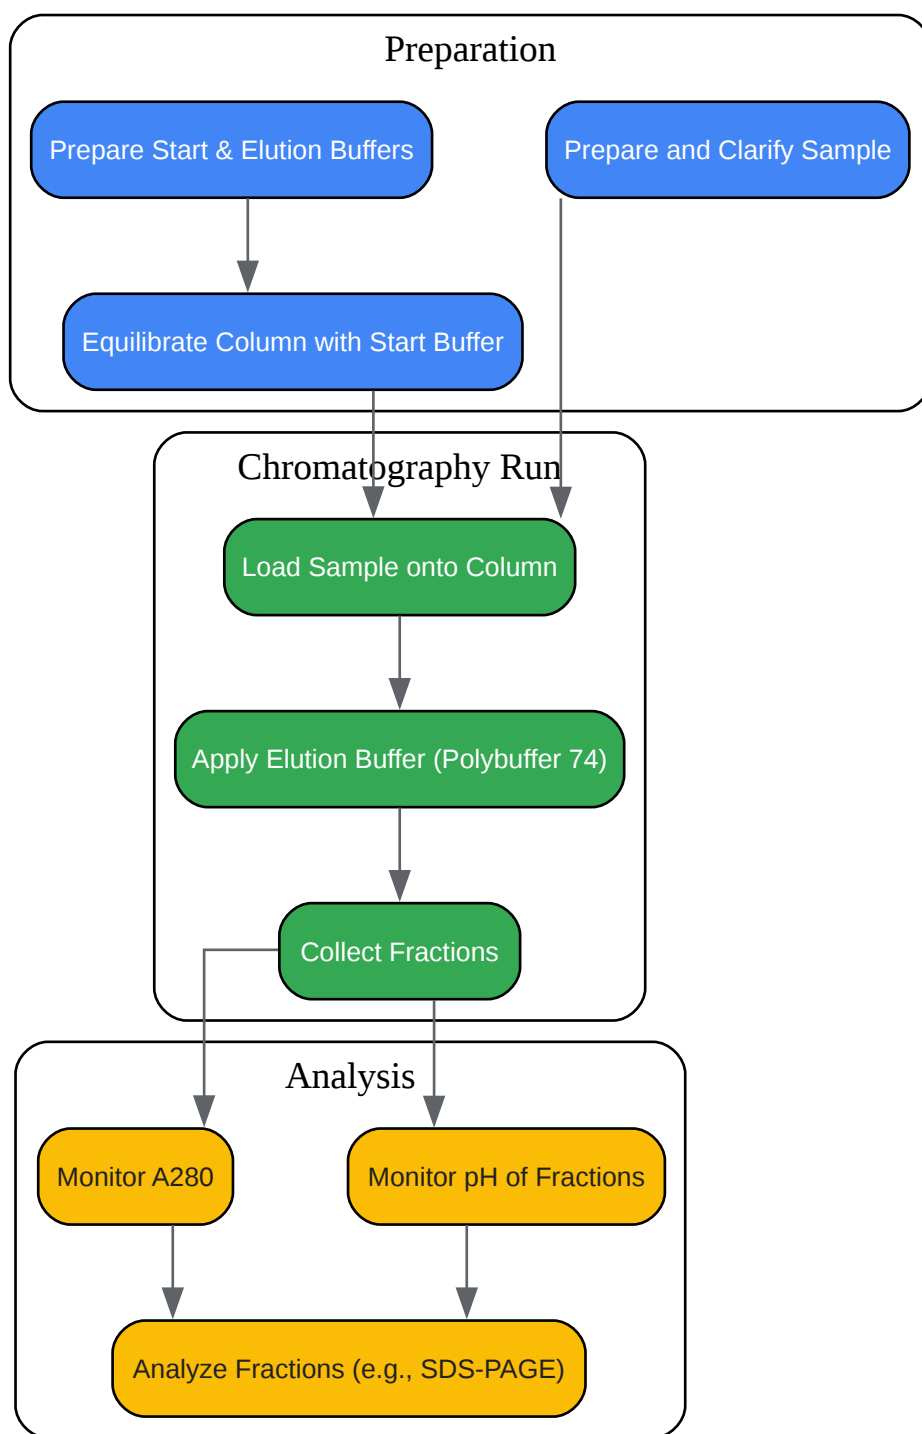 Preparation
Prepare Start & Elution Buffers
Prepare and Clarify Sample
Equilibrate Column with Start Buffer
Chromatography Run
Load Sample onto Column
Apply Elution Buffer (Polybuffer 74)
Collect Fractions
Analysis
Monitor A280
Monitor pH of Fractions
Analyze Fractions (e.g., SDS-PAGE)